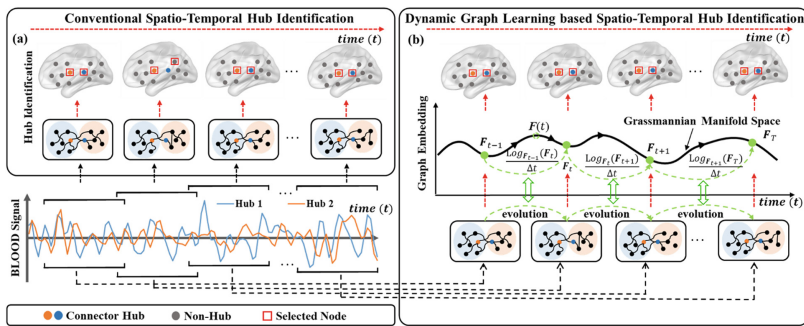 Conventional Spatio-Temporal Hub Identification
(a)
time (t)
Hub Identification
...
...
...
Hub 1
Hub 2
time (t)
BLOOD Signal
Connector Hub
Non-Hub
Selected Node
Dynamic Graph Learning based Spatio-Temporal Hub Identification
(b)
time (t)
...
Graph Embedding
Grassmannian Manifold Space
F(t)
F_{t−1}
F_t
F_{t+1}
F_T
Log_{F_{t−1}}(F_t)
Δt
Log_{F_t}(F_{t+1})
Δt
Log_{F_{t+1}}(F_T)
Δt
time (t)
evolution
evolution
evolution
...